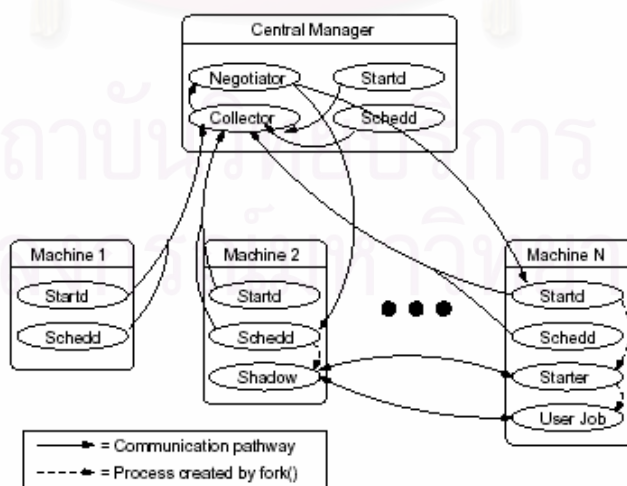 Central Manager
Negotiator
Startd
Collector
Schedd
Machine 1
Startd
Schedd
Machine 2
Startd
Schedd
Shadow
Machine N
Startd
Schedd
Starter
User Job
= Communication pathway
= Process created by fork()